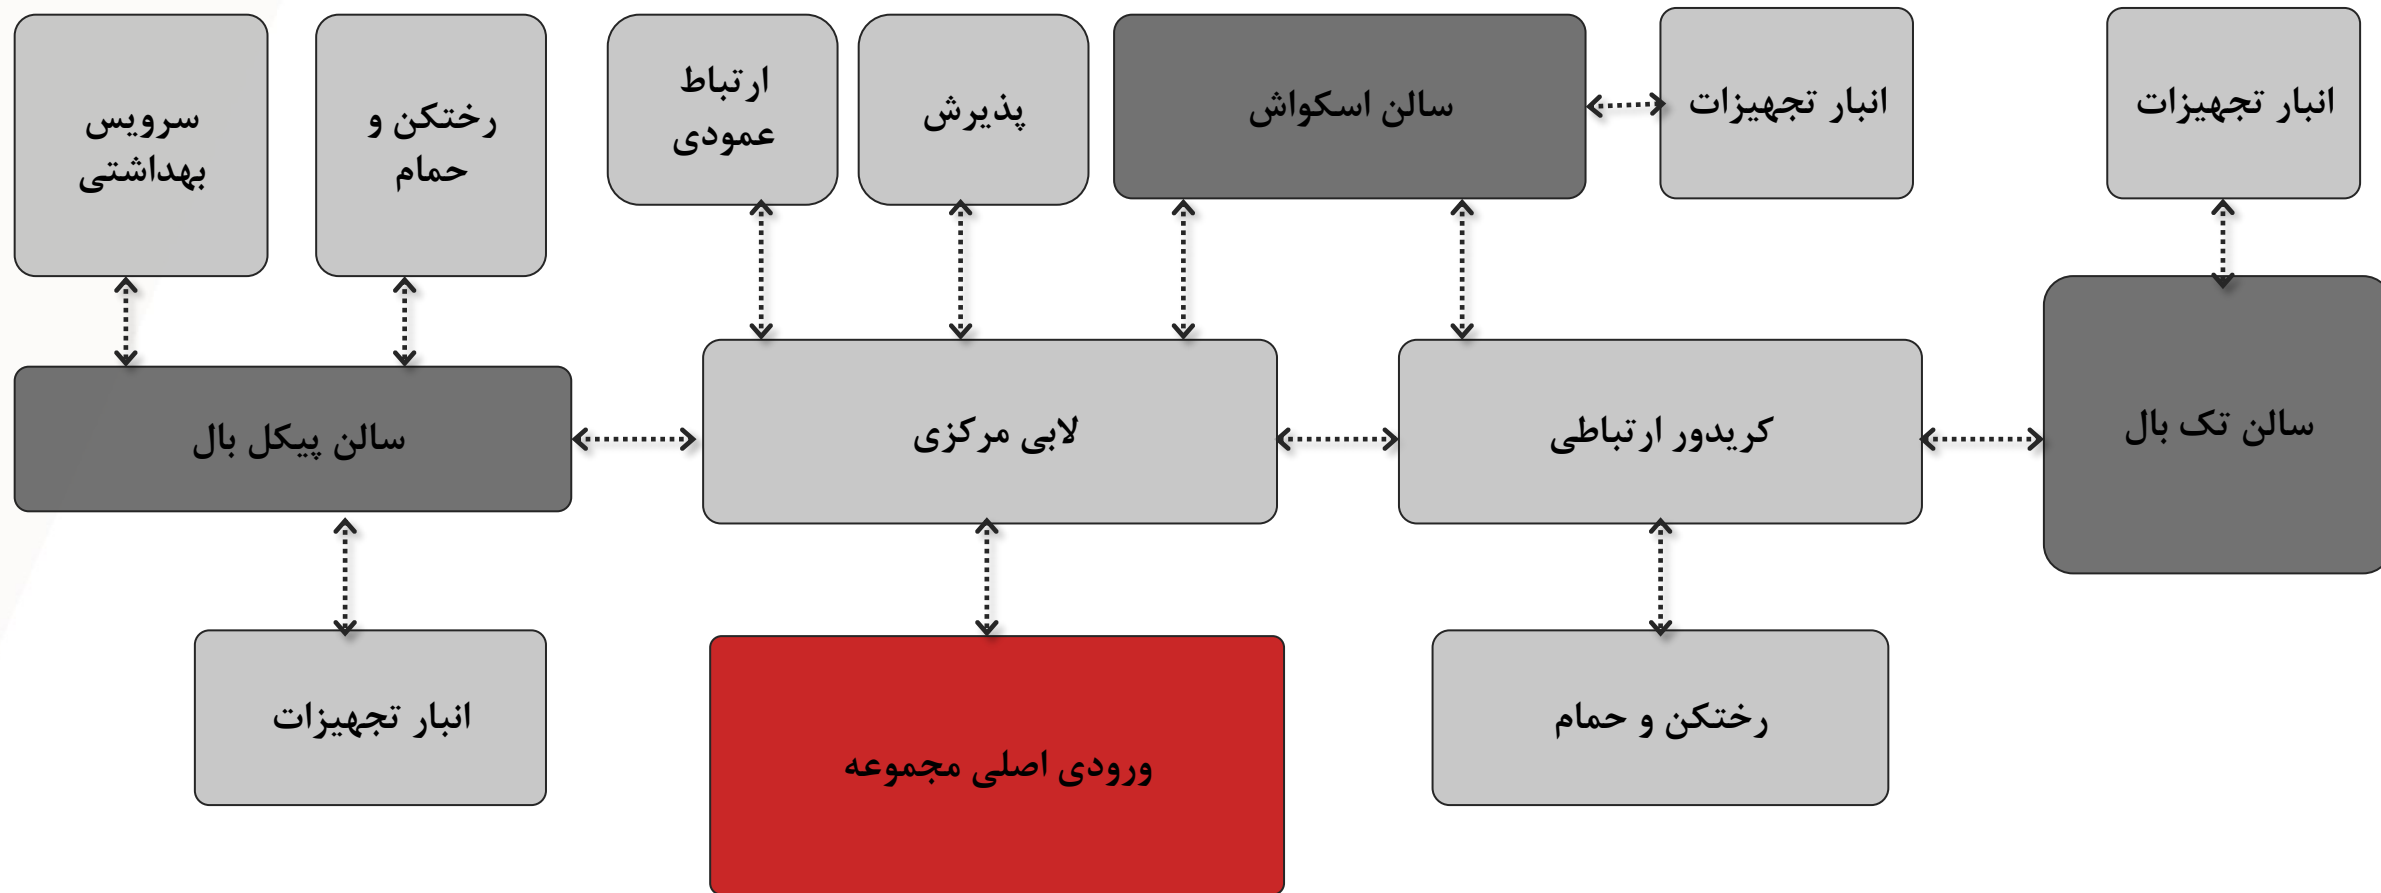 انبار تجهیزات
انبار تجهیزات
سالن اسکواش
پذیرش
ارتباط
عمودی
رختکن و
حمام
سرویس
بهداشتی
سالن تک بال
کریدور ارتباطی
لابی مرکزی
سالن پیکل بال
رختکن و حمام
ورودی اصلی مجموعه
انبار تجهیزات